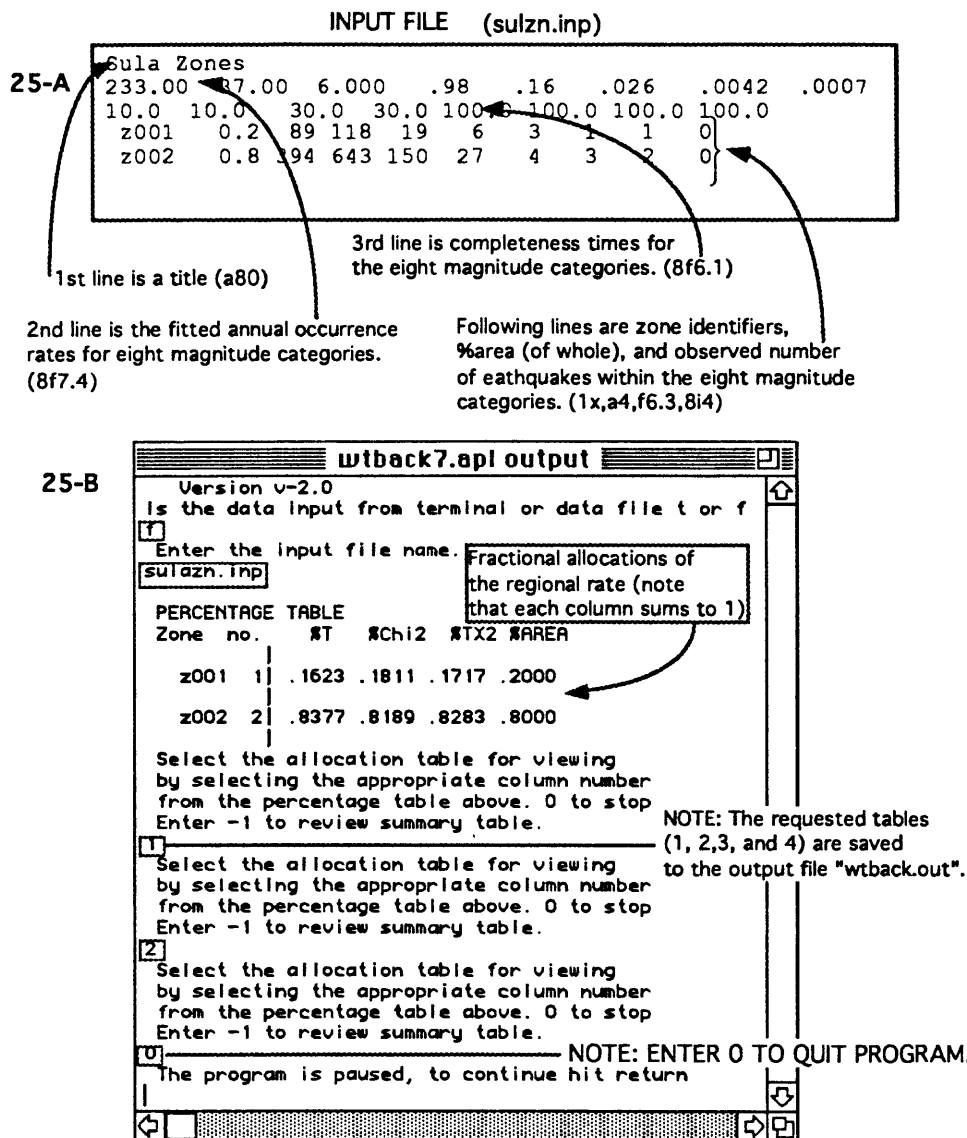 INPUT FILE (sulzn.inp)
25-A
Sula Zones
233.00 37.00 6.000 .98 .16 .026 .0042 .0007
10.0 10.0 30.0 30.0 100.0 100.0 100.0 100.0
z001 0.2 89 118 19 6 3 1 1 0
z002 0.8 394 643 150 27 4 3 2 0
1st line is a title (a80)
3rd line is completeness times for
the eight magnitude categories. (8f6.1)
2nd line is the fitted annual occurrence
rates for eight magnitude categories.
(8f7.4)
Following lines are zone identifiers,
%area (of whole), and observed number
of eathquakes within the eight magnitude
categories. (1x,a4,f6.3,8i4)
25-B
wtback7.apl output
Version v-2.0
Is the data input from terminal or data file t or f
f
Enter the input file name.
sulazn.inp
Fractional allocations of
the regional rate (note
that each column sums to 1)
PERCENTAGE TABLE
Zone no. %T %Chi2 %TX2 %AREA
z001 1| .1623 .1811 .1717 .2000
z002 2| .8377 .8189 .8283 .8000
Select the allocation table for viewing
by selecting the appropriate column number
from the percentage table above. 0 to stop
Enter -1 to review summary table.
NOTE: The requested tables
(1, 2,3, and 4) are saved
to the output file "wtback.out".
1
Select the allocation table for viewing
by selecting the appropriate column number
from the percentage table above. 0 to stop
Enter -1 to review summary table.
2
Select the allocation table for viewing
by selecting the appropriate column number
from the percentage table above. 0 to stop
Enter -1 to review summary table.
0
NOTE: ENTER 0 TO QUIT PROGRAM.
The program is paused, to continue hit return